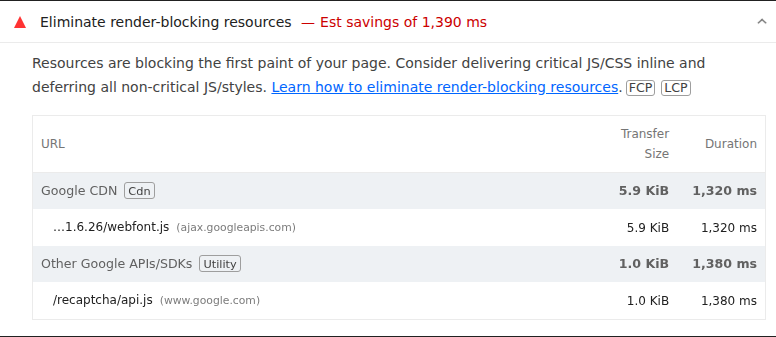 Eliminate render-blocking resources — Est savings of 1,390 ms
Resources are blocking the first paint of your page. Consider delivering critical JS/CSS inline and
deferring all non-critical JS/styles. Learn how to eliminate render-blocking resources. FCP LCP
URL Transfer Size Duration
Google CDN Cdn 5.9 KiB 1,320 ms
…1.6.26/webfont.js (ajax.googleapis.com) 5.9 KiB 1,320 ms
Other Google APIs/SDKs Utility 1.0 KiB 1,380 ms
/recaptcha/api.js (www.google.com) 1.0 KiB 1,380 ms